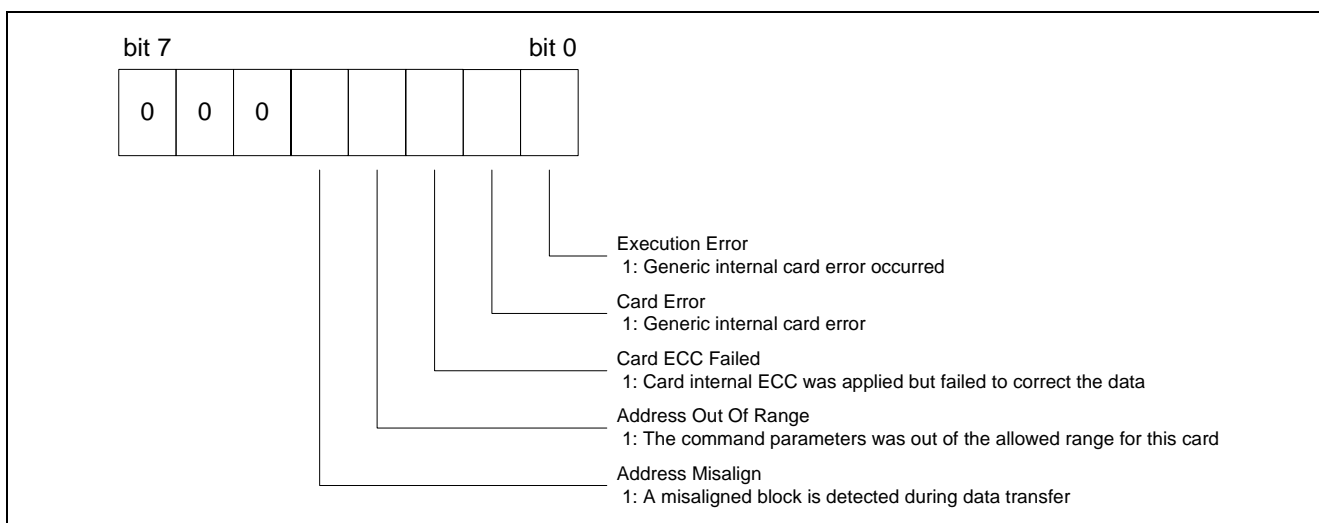 bit 7 bit 0
0 0 0
Execution Error
1: Generic internal card error occurred
Card Error
1: Generic internal card error
Card ECC Failed
1: Card internal ECC was applied but failed to correct the data
Address Out Of Range
1: The command parameters was out of the allowed range for this card
Address Misalign
1: A misaligned block is detected during data transfer